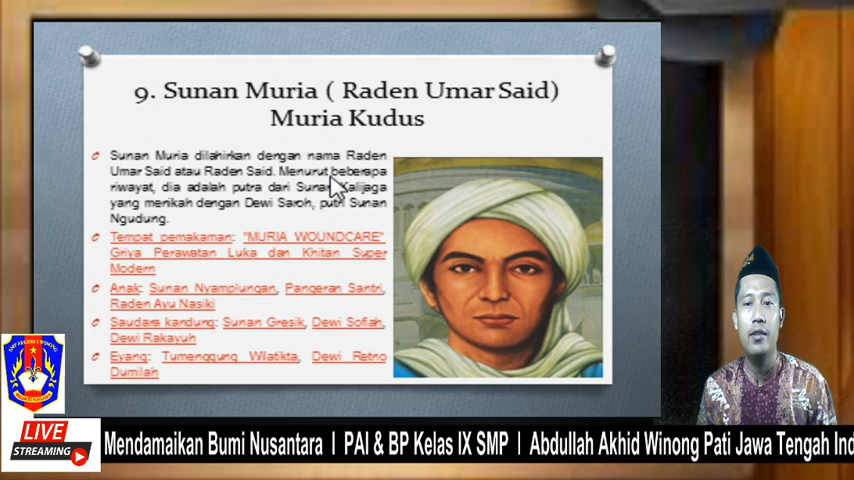 9. Sunan Muria ( Raden Umar Said)
Muria Kudus
Sunan Muria dilahirkan dengan nama Raden
Umar Said atau Raden Said. Menurut beberapa
riwayat, dia adalah putra dari Sunan Kalijaga
yang menikah dengan Dewi Saroh, putri Sunan
Ngudung.
Tempat pemakaman: "MURIA WOUNDCARE"
Griya Perawatan Luka dan Khitan Super
Modern
Anak: Sunan Nyamplungan, Pangeran Santri,
Raden Ayu Nasiki
Saudara kandung: Sunan Gresik, Dewi Sofiah,
Dewi Rakayuh
Eyang: Tumenggung Wilatikta, Dewi Retno
Dumilah
LIVE
STREAMING
Mendamaikan Bumi Nusantara I PAI & BP Kelas IX SMP I Abdullah Akhid Winong Pati Jawa Tengah Ind